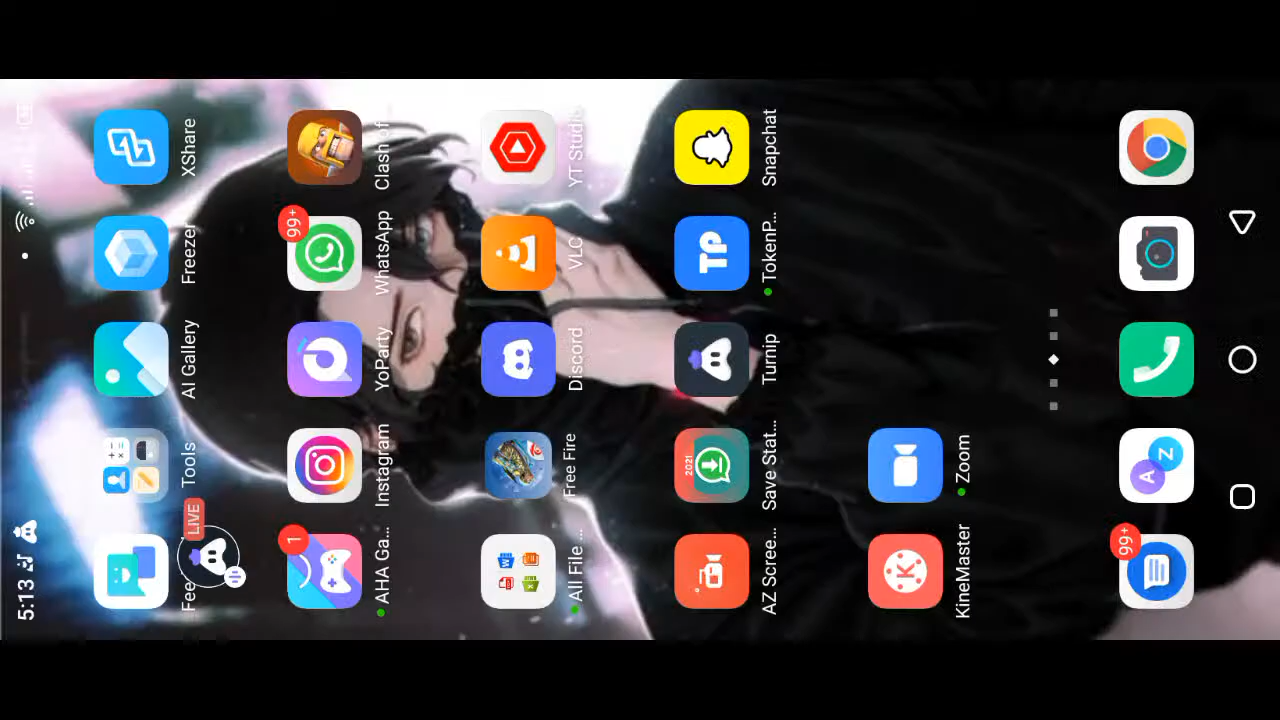 5:13
Fee
Tools
AI Gallery
Freezer
XShare
LIVE
1
99+
AHA Ga...
Instagram
YoParty
WhatsApp
Clash of
All File ...
Free Fire
Discord
VLC
YT Studio
2021
TP
AZ Scree...
Save Stat...
Turnip
TokenP...
Snapchat
K
KineMaster
Zoom
99+
A
Z